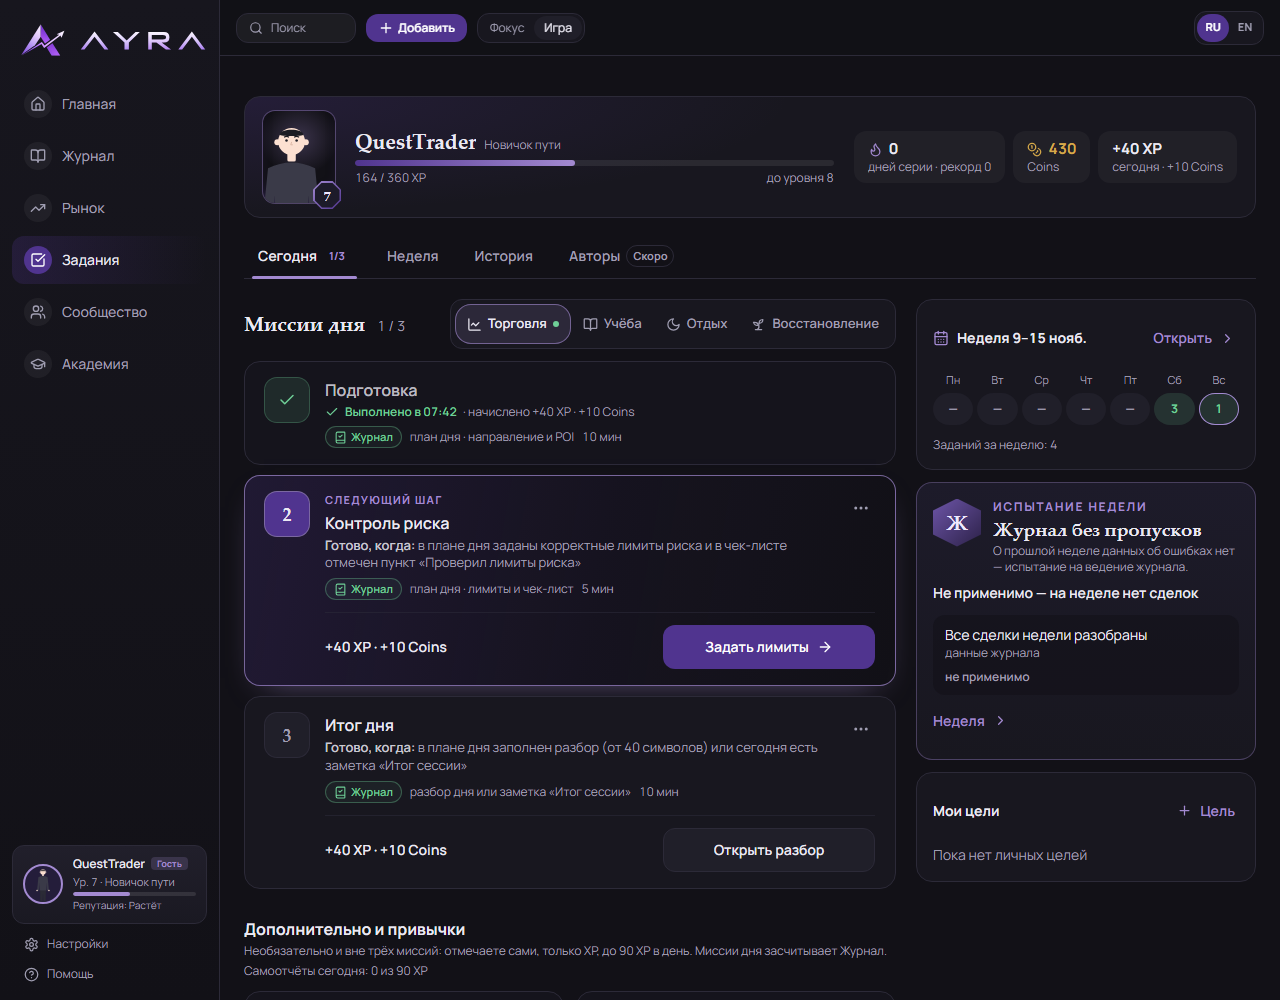 AYRA
Поиск
Добавить
Фокус
Игра
RU
EN
Главная
Журнал
Рынок
Задания
Сообщество
Академия
QuestTrader
Гость
Ур. 7 · Новичок пути
Репутация: Растёт
Настройки
Помощь
7
QuestTrader Новичок пути
164 / 360 XP
до уровня 8
0
дней серии · рекорд 0
430
Coins
+40 XP
сегодня · +10 Coins
Сегодня 1/3
Неделя
История
Авторы Скоро
Миссии дня 1 / 3
Торговля
Учёба
Отдых
Восстановление
Подготовка
Выполнено в 07:42 · начислено +40 XP · +10 Coins
Журнал план дня · направление и POI 10 мин
2
СЛЕДУЮЩИЙ ШАГ
Контроль риска
Готово, когда: в плане дня заданы корректные лимиты риска и в чек-листе
отмечен пункт «Проверил лимиты риска»
Журнал план дня · лимиты и чек-лист 5 мин
+40 XP · +10 Coins
Задать лимиты
3
Итог дня
Готово, когда: в плане дня заполнен разбор (от 40 символов) или сегодня есть
заметка «Итог сессии»
Журнал разбор дня или заметка «Итог сессии» 10 мин
+40 XP · +10 Coins
Открыть разбор
Дополнительно и привычки
Необязательно и вне трёх миссий: отмечаете сами, только XP, до 90 XP в день. Миссии дня засчитывает Журнал.
Самоотчёты сегодня: 0 из 90 XP
Неделя 9–15 нояб.
Открыть
Пн Вт Ср Чт Пт Сб Вс
– – – – – 3 1
Заданий за неделю: 4
Ж
ИСПЫТАНИЕ НЕДЕЛИ
Журнал без пропусков
О прошлой неделе данных об ошибках нет
— испытание на ведение журнала.
Не применимо — на неделе нет сделок
Все сделки недели разобраны
данные журнала
не применимо
Неделя
Мои цели
Цель
Пока нет личных целей